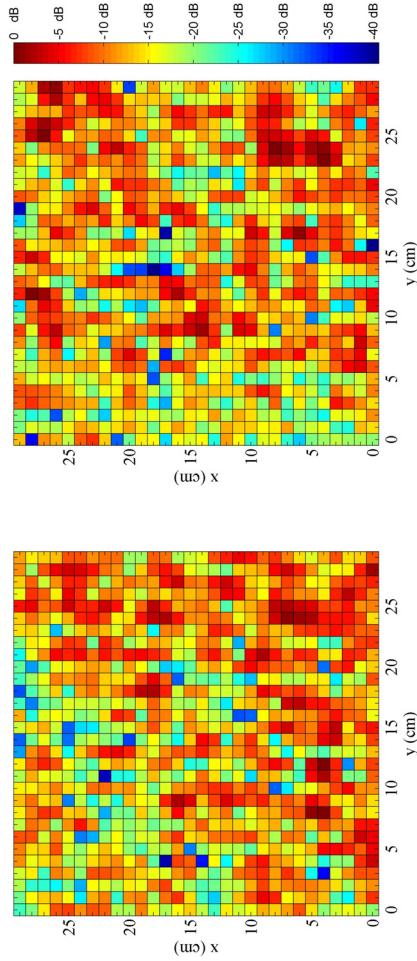 25
20
15
10
5
0
x (cm)
0 5 10 15 20 25
y (cm)
25
20
15
10
5
0
x (cm)
0 5 10 15 20 25
y (cm)
0 dB
-5 dB
-10 dB
-15 dB
-20 dB
-25 dB
-30 dB
-35 dB
-40 dB